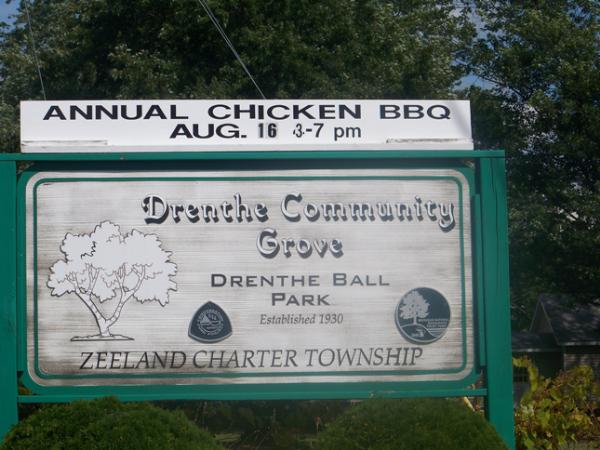 ANNUAL CHICKEN BBQ
AUG. 16 3-7 pm
Drenthe Community
Grove
DRENTHE BALL
PARK
Established 1930
ZEELAND CHARTER TOWNSHIP